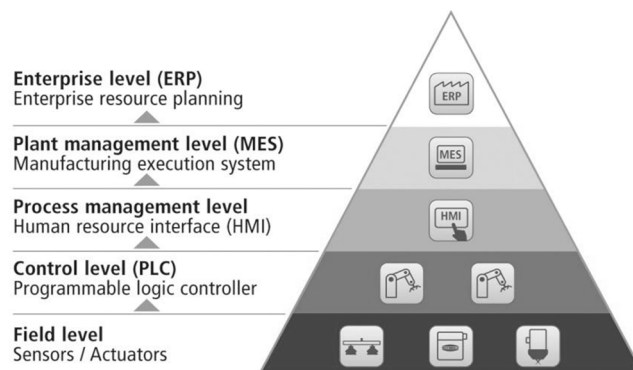 Enterprise level (ERP)
Enterprise resource planning
ERP
Plant management level (MES)
Manufacturing execution system
MES
Process management level
Human resource interface (HMI)
HMI
Control level (PLC)
Programmable logic controller
Field level
Sensors / Actuators